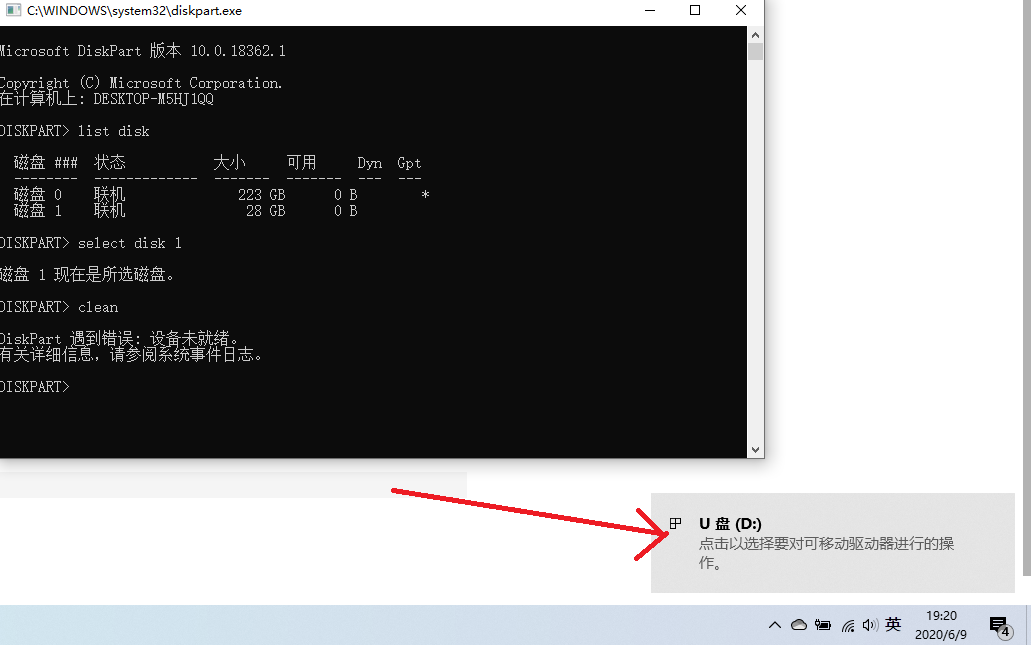 C:\WINDOWS\system32\diskpart.exe
Microsoft DiskPart 版本 10.0.18362.1
Copyright (C) Microsoft Corporation.
在计算机上: DESKTOP-M5HJ1QQ
DISKPART> list disk
磁盘 ### 状态 大小 可用 Dyn Gpt
-------- ------------- ------- ------- --- ---
磁盘 0 联机 223 GB 0 B *
磁盘 1 联机 28 GB 0 B
DISKPART> select disk 1
磁盘 1 现在是所选磁盘。
DISKPART> clean
DiskPart 遇到错误: 设备未就绪。
有关详细信息，请参阅系统事件日志。
DISKPART>
U 盘 (D:)
点击以选择要对可移动驱动器进行的操
作。
英
19:20
2020/6/9
4